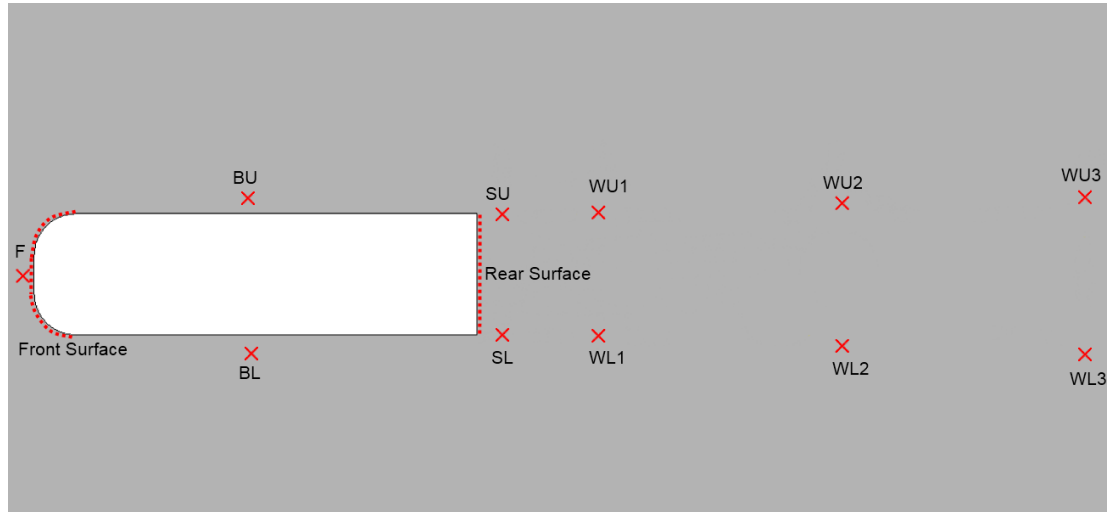 BU
SU
WU1
WU2
WU3
F
Rear Surface
Front Surface
BL
SL
WL1
WL2
WL3